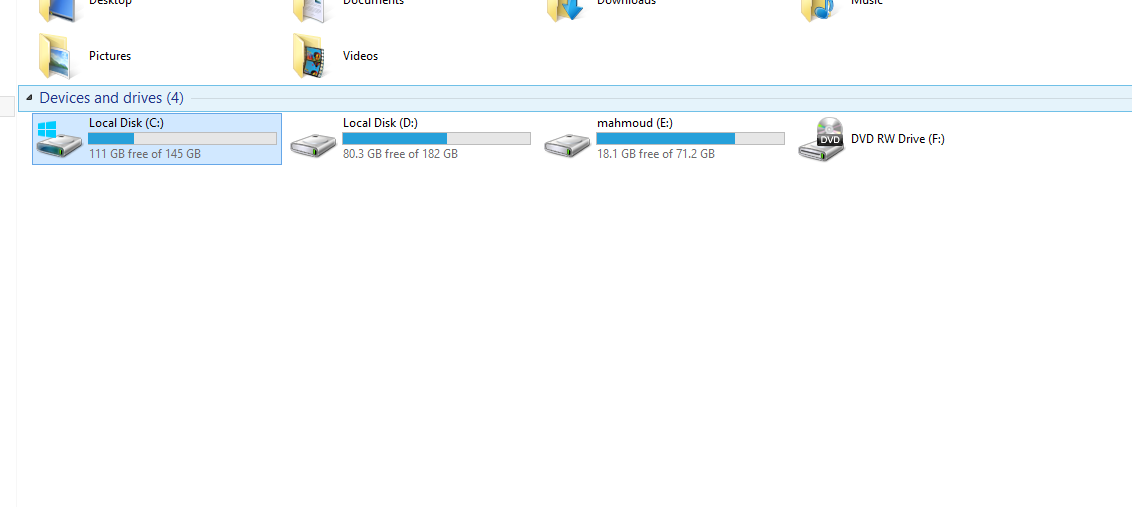 Desktop
Documents
Downloads
Music
Pictures
Videos
Devices and drives (4)
Local Disk (C:)
111 GB free of 145 GB
Local Disk (D:)
80.3 GB free of 182 GB
mahmoud (E:)
18.1 GB free of 71.2 GB
DVD
DVD RW Drive (F:)